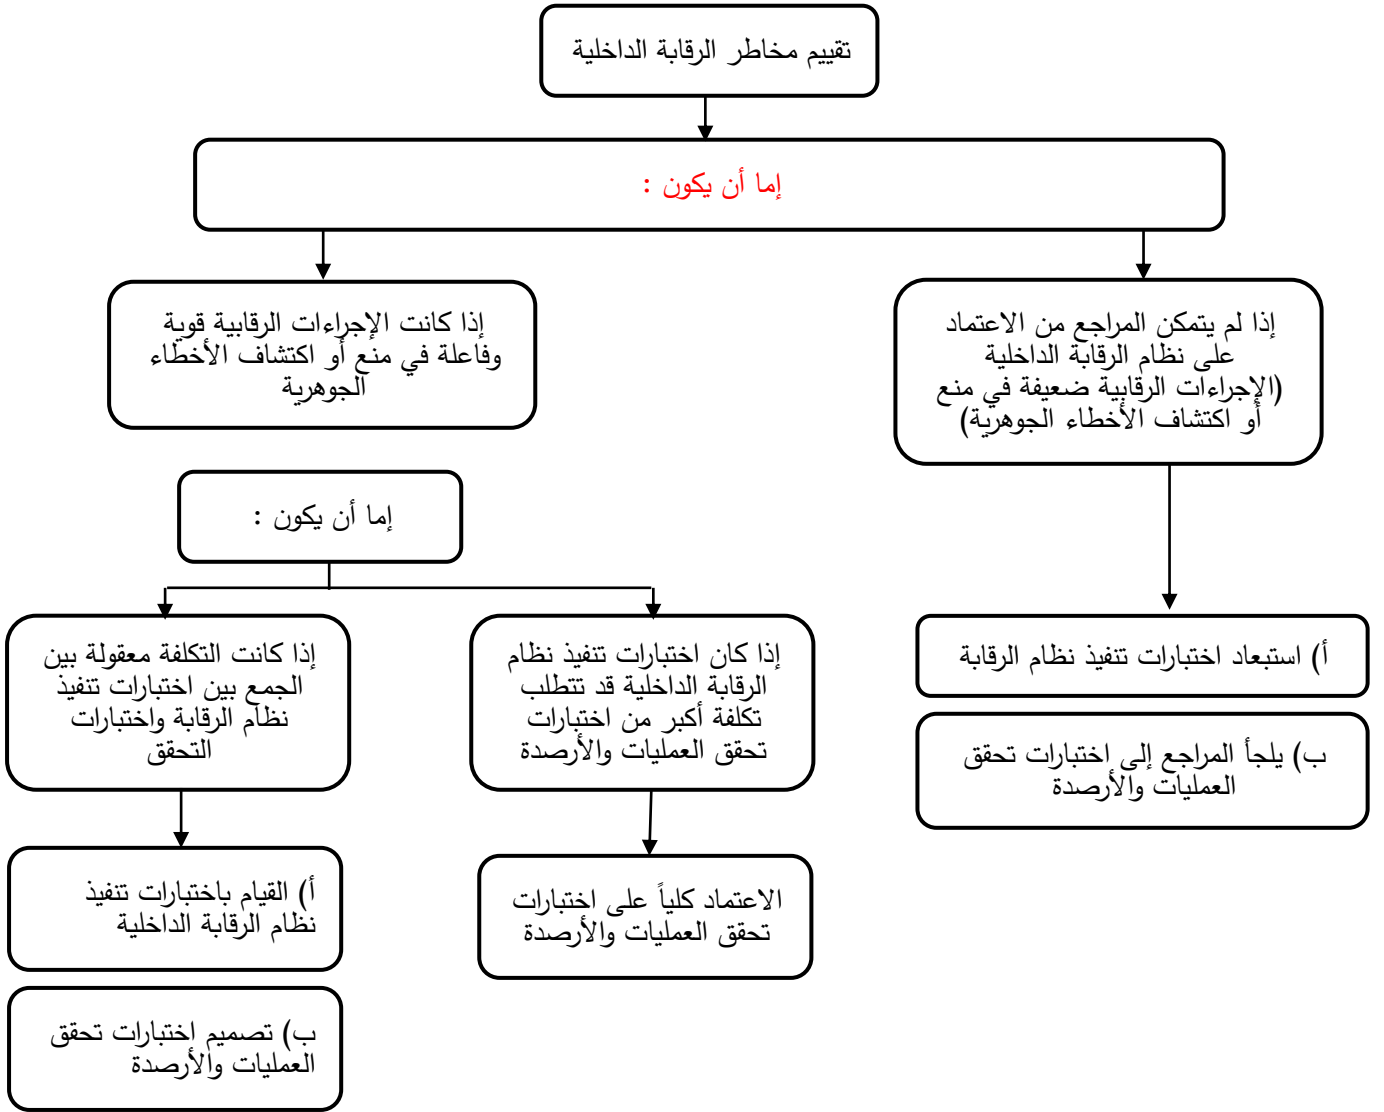 تقييم مخاطر الرقابة الداخلية
إما أن يكون :
إذا لم يتمكن المراجع من الاعتماد
على نظام الرقابة الداخلية
(الإجراءات الرقابية ضعيفة في منع
أو اكتشاف الأخطاء الجوهرية)
إذا كانت الإجراءات الرقابية قوية
وفاعلة في منع أو اكتشاف الأخطاء
الجوهرية
إما أن يكون :
أ) استبعاد اختبارات تنفيذ نظام الرقابة
ب) يلجأ المراجع إلى اختبارات تحقق
العمليات والأرصدة
إذا كان اختبارات تنفيذ نظام
الرقابة الداخلية قد تتطلب
تكلفة أكبر من اختبارات
تحقق العمليات والأرصدة
إذا كانت التكلفة معقولة بين
الجمع بين اختبارات تنفيذ
نظام الرقابة واختبارات
التحقق
الاعتماد كلياً على اختبارات
تحقق العمليات والأرصدة
أ) القيام باختبارات تنفيذ
نظام الرقابة الداخلية
ب) تصميم اختبارات تحقق
العمليات والأرصدة